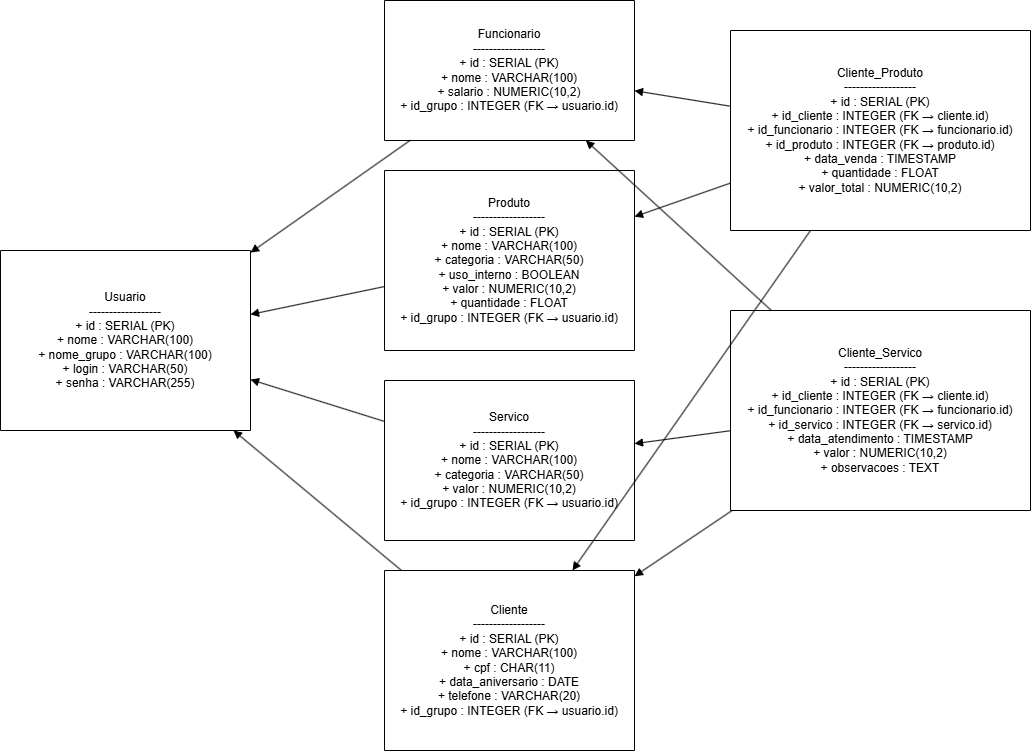 Funcionario
------------------
+ id : SERIAL (PK)
+ nome : VARCHAR(100)
+ salario : NUMERIC(10,2)
+ id_grupo : INTEGER (FK → usuario.id)
Cliente_Produto
------------------
+ id : SERIAL (PK)
+ id_cliente : INTEGER (FK → cliente.id)
+ id_funcionario : INTEGER (FK → funcionario.id)
+ id_produto : INTEGER (FK → produto.id)
+ data_venda : TIMESTAMP
+ quantidade : FLOAT
+ valor_total : NUMERIC(10,2)
Produto
------------------
+ id : SERIAL (PK)
+ nome : VARCHAR(100)
+ categoria : VARCHAR(50)
+ uso_interno : BOOLEAN
+ valor : NUMERIC(10,2)
+ quantidade : FLOAT
+ id_grupo : INTEGER (FK → usuario.id)
Usuario
------------------
+ id : SERIAL (PK)
+ nome : VARCHAR(100)
+ nome_grupo : VARCHAR(100)
+ login : VARCHAR(50)
+ senha : VARCHAR(255)
Cliente_Servico
------------------
+ id : SERIAL (PK)
+ id_cliente : INTEGER (FK → cliente.id)
+ id_funcionario : INTEGER (FK → funcionario.id)
+ id_servico : INTEGER (FK → servico.id)
+ data_atendimento : TIMESTAMP
+ valor : NUMERIC(10,2)
+ observacoes : TEXT
Servico
------------------
+ id : SERIAL (PK)
+ nome : VARCHAR(100)
+ categoria : VARCHAR(50)
+ valor : NUMERIC(10,2)
+ id_grupo : INTEGER (FK → usuario.id)
Cliente
------------------
+ id : SERIAL (PK)
+ nome : VARCHAR(100)
+ cpf : CHAR(11)
+ data_aniversario : DATE
+ telefone : VARCHAR(20)
+ id_grupo : INTEGER (FK → usuario.id)